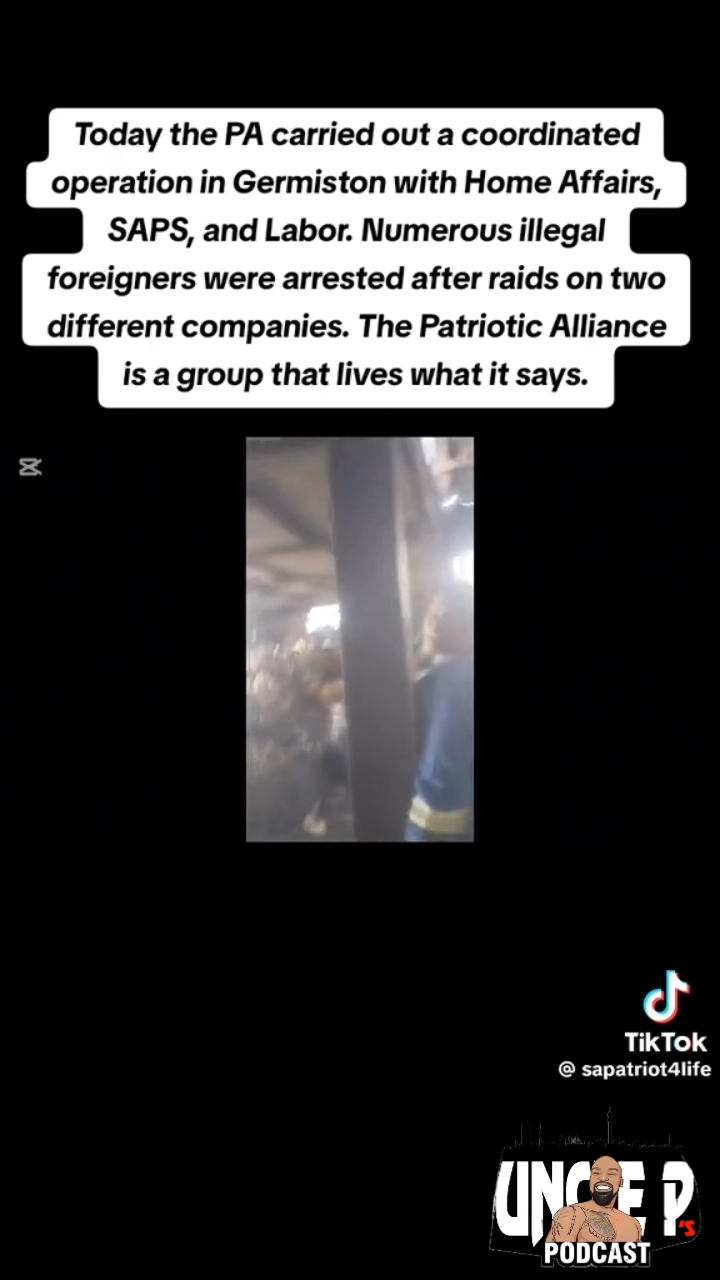 Today the PA carried out a coordinated
operation in Germiston with Home Affairs,
SAPS, and Labor. Numerous illegal
foreigners were arrested after raids on two
different companies. The Patriotic Alliance
is a group that lives what it says.
TikTok
@ sapatriot4life
UNCLE P's
PODCAST